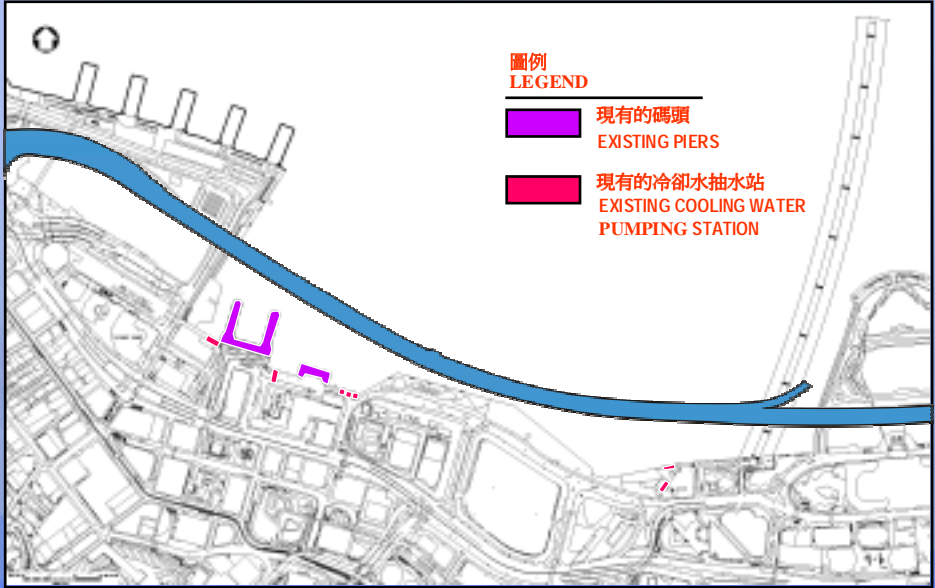 圖例
LEGEND
現有的碼頭
EXISTING PIERS
現有的冷卻水抽水站
EXISTING COOLING WATER
PUMPING STATION